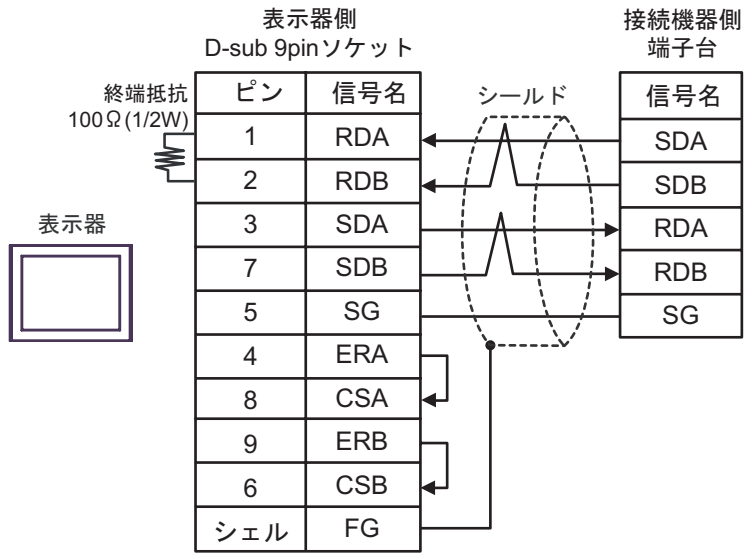 表示器側
D-sub 9pinソケット
接続機器側
端子台
終端抵抗
100Ω(1/2W)
シールド
表示器
ピン 信号名
1 RDA
2 RDB
3 SDA
7 SDB
5 SG
4 ERA
8 CSA
9 ERB
6 CSB
シェル FG
信号名
SDA
SDB
RDA
RDB
SG